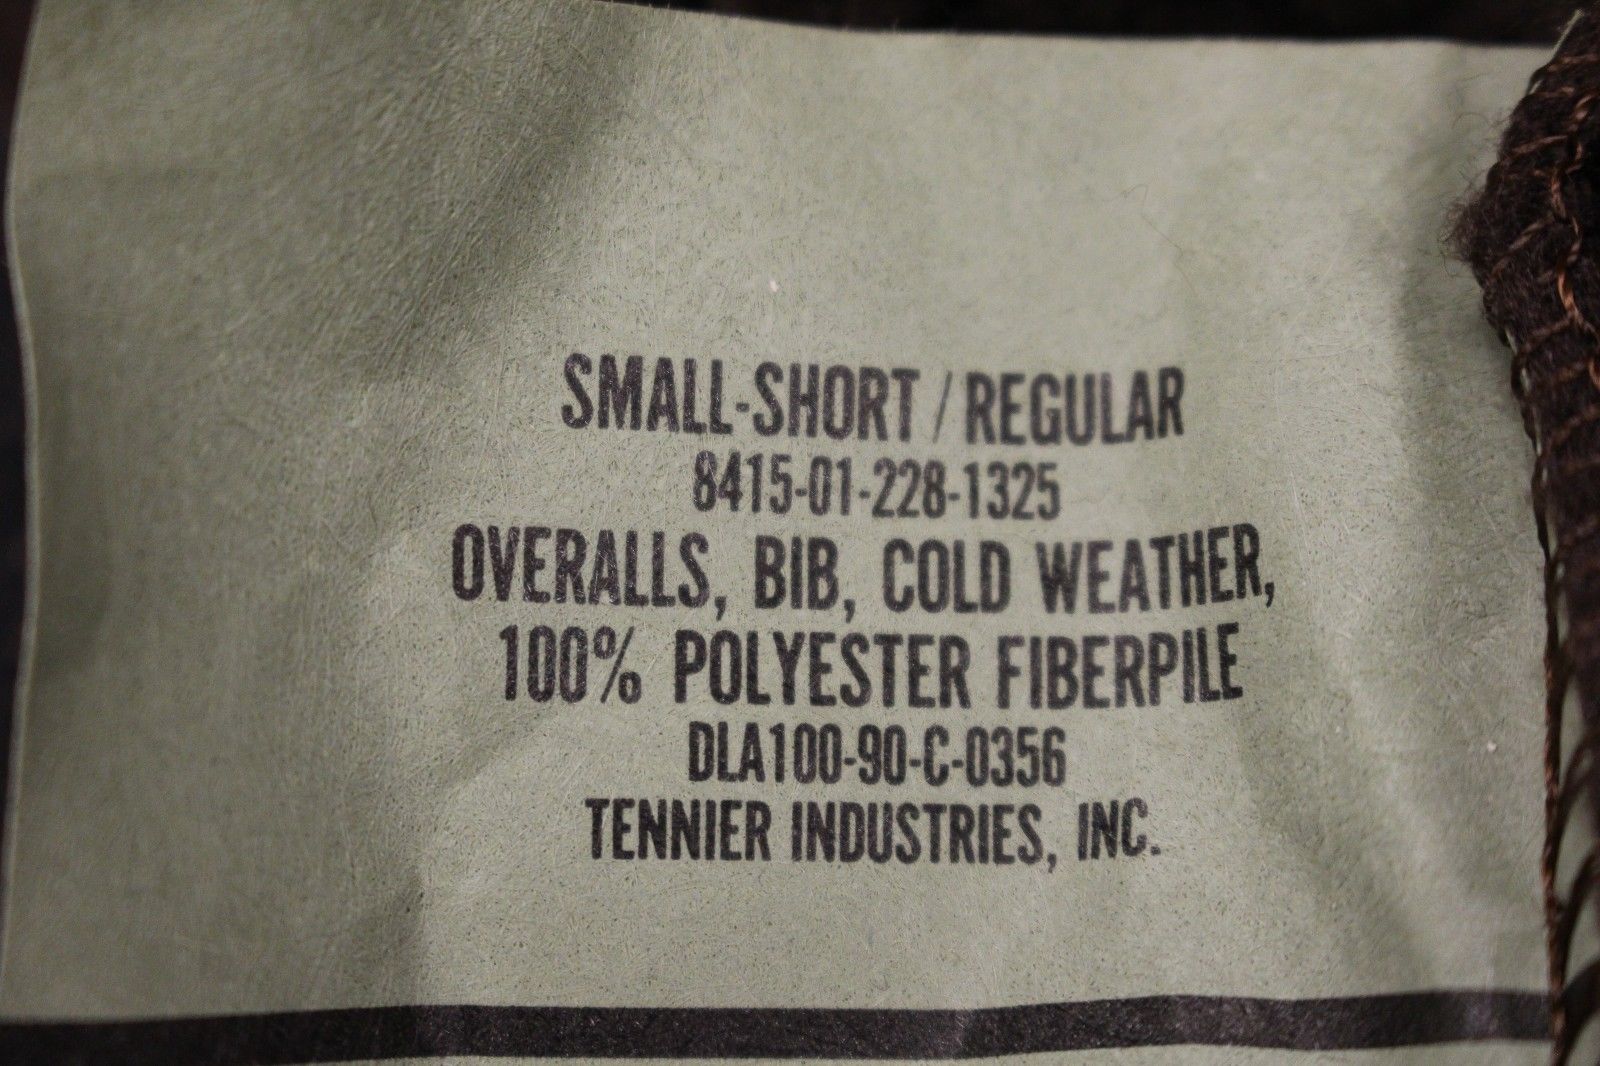 SMALL-SHORT / REGULAR
8415-01-228-1325
OVERALLS, BIB, COLD WEATHER,
100% POLYESTER FIBERPILE
DLA100-90-C-0356
TENNIER INDUSTRIES, INC.